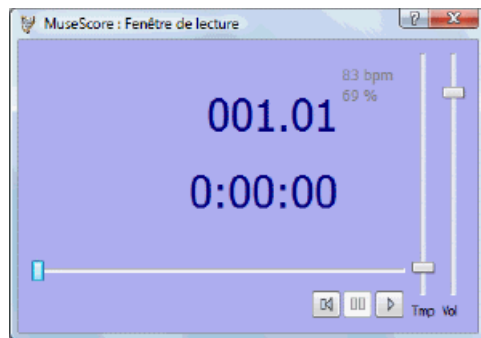 MuseScore : Fenêtre de lecture
83 bpm
69 %
001.01
0:00:00
Tmp Vol